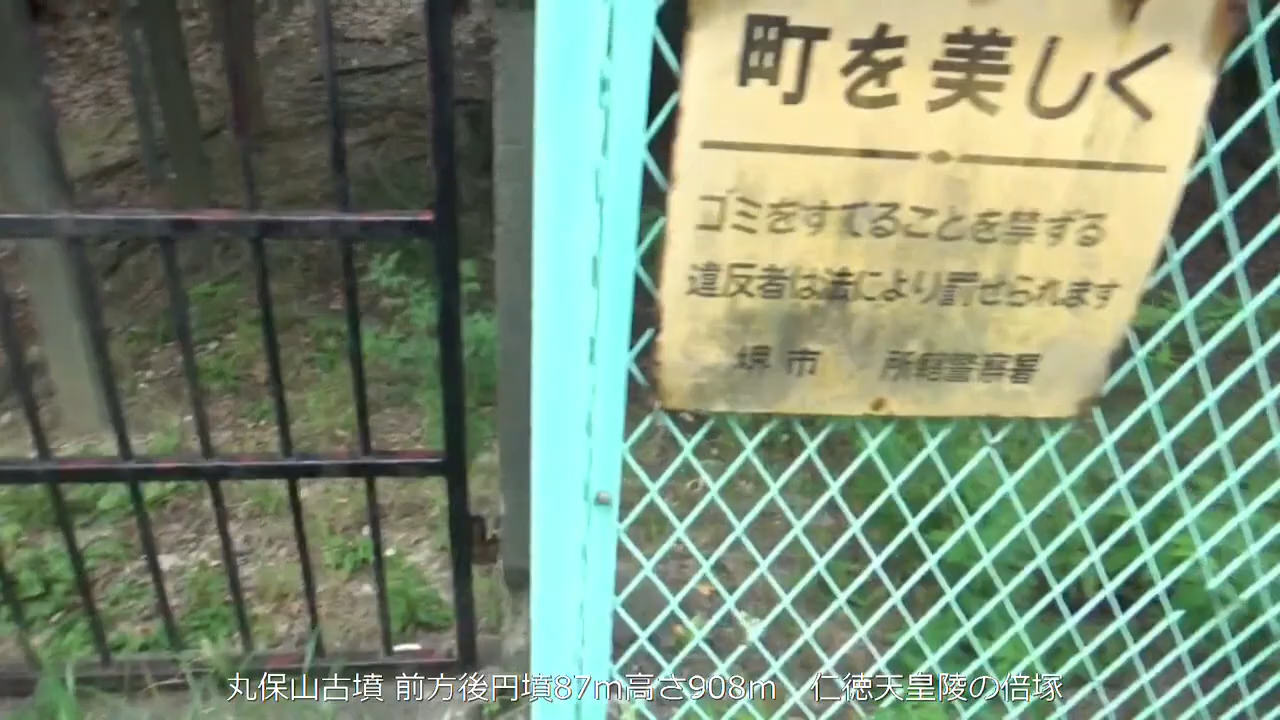 町を美しく
ゴミをすてることを禁ずる
違反者は法により罰せられます
堺市 所轄警察署
丸保山古墳 前方後円墳87m高さ908m 仁徳天皇陵の倍塚